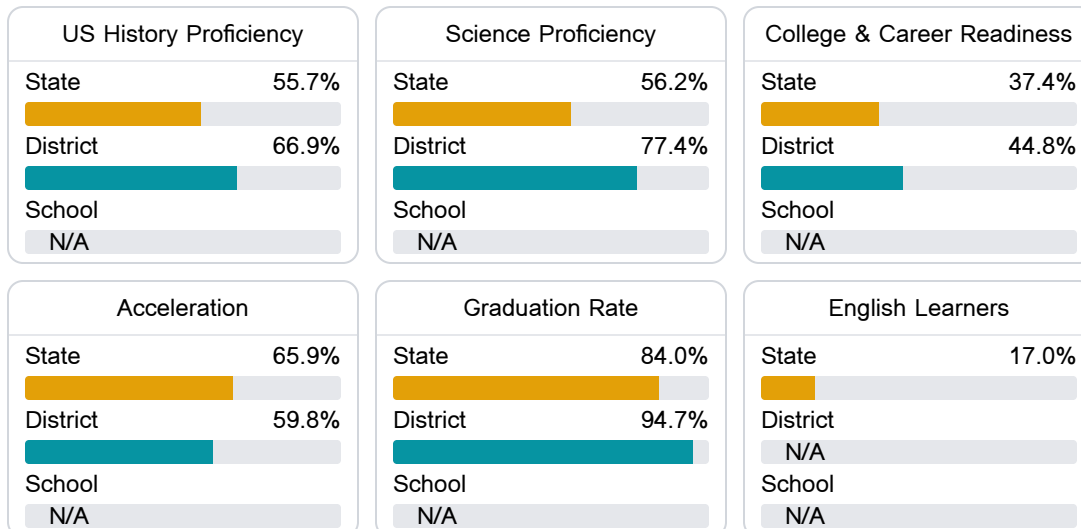 US History Proficiency
State 55.7%
District 66.9%
School
N/A
Science Proficiency
State 56.2%
District 77.4%
School
N/A
College & Career Readiness
State 37.4%
District 44.8%
School
N/A
Acceleration
State 65.9%
District 59.8%
School
N/A
Graduation Rate
State 84.0%
District 94.7%
School
N/A
English Learners
State 17.0%
District
N/A
School
N/A